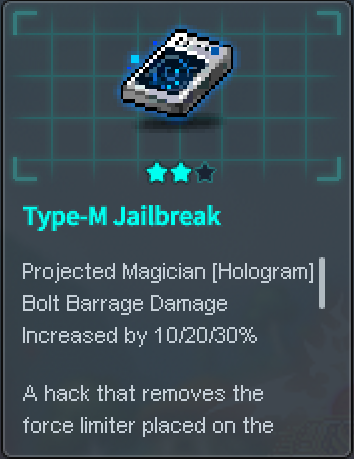 Type-M Jailbreak
Projected Magician [Hologram]
Bolt Barrage Damage
Increased by 10/20/30%
A hack that removes the
force limiter placed on the